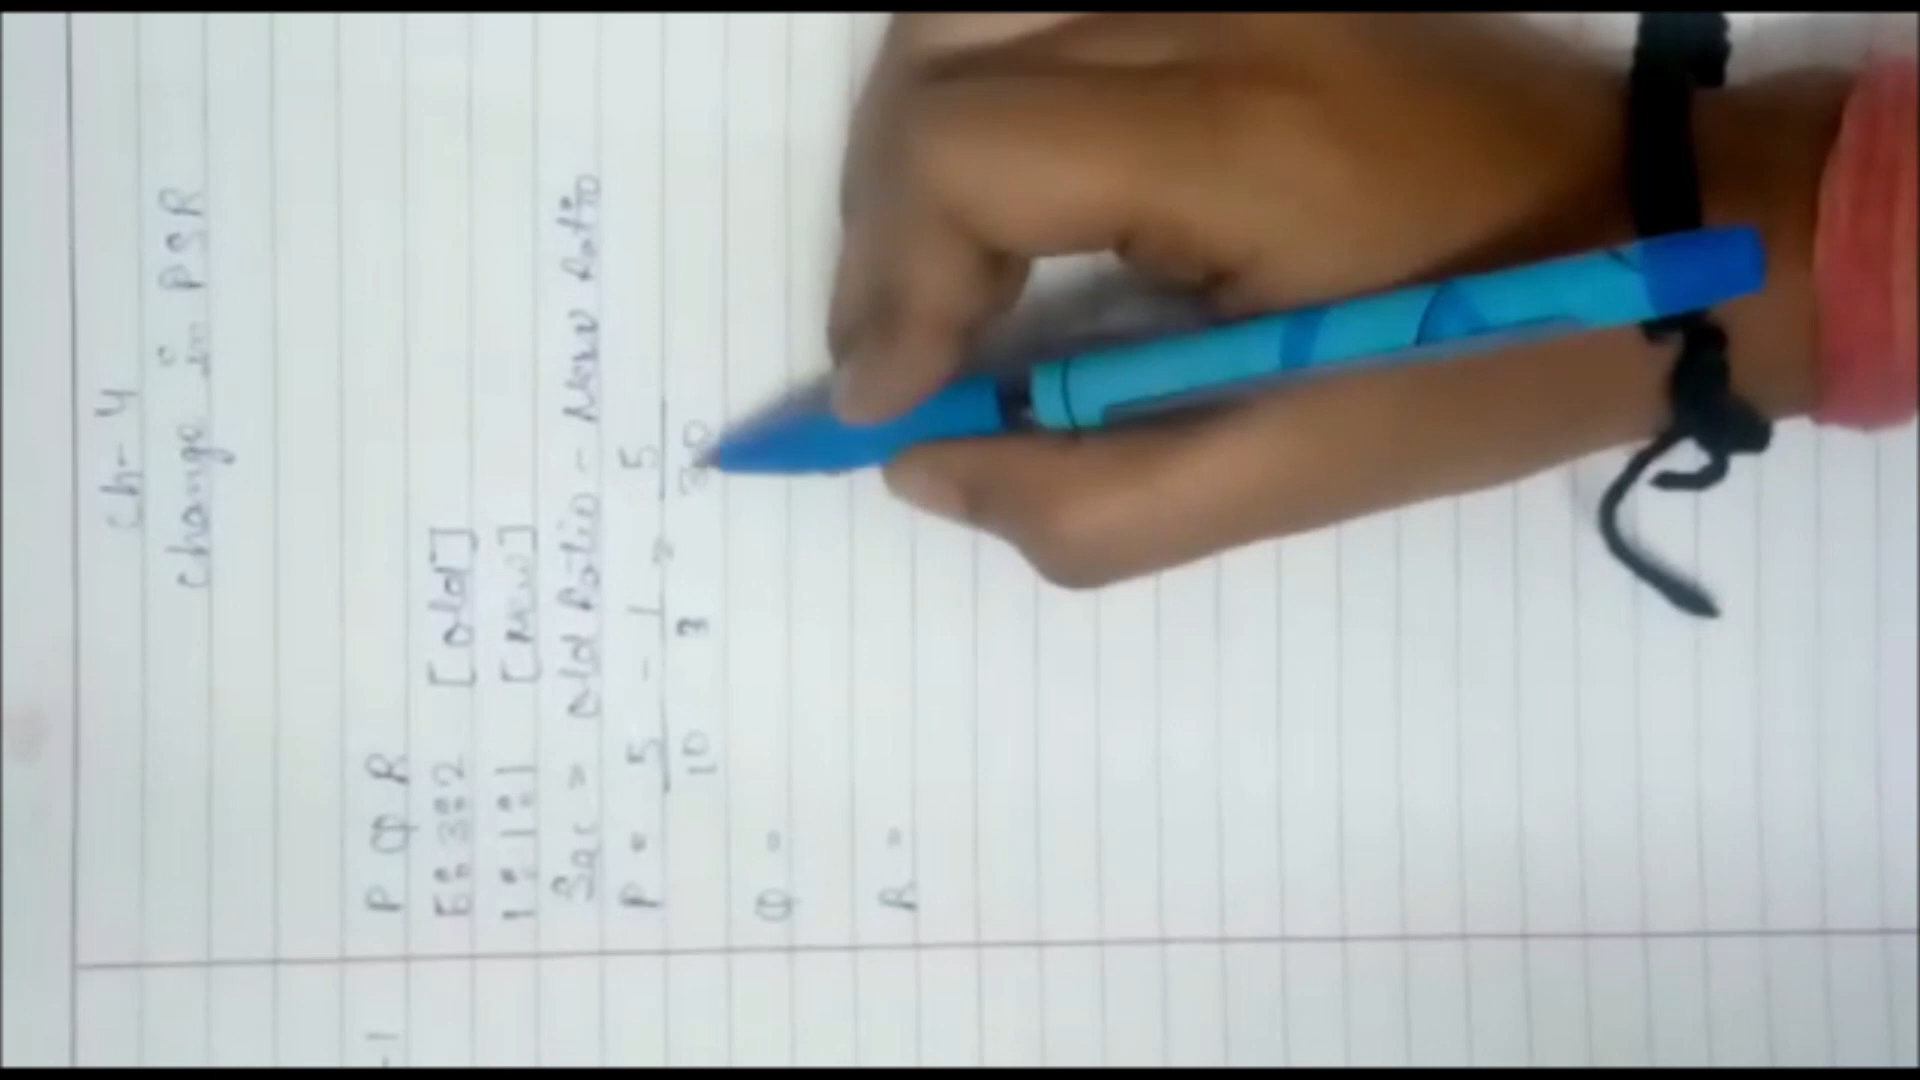 Ch-4
Change in PSR
-1
P Q R
5:3:2 [old]
1:1:1 [New]
Sac = Old Ratio - New Ratio
P = 5/10 - 1/3 = 5/30
Q =
R =